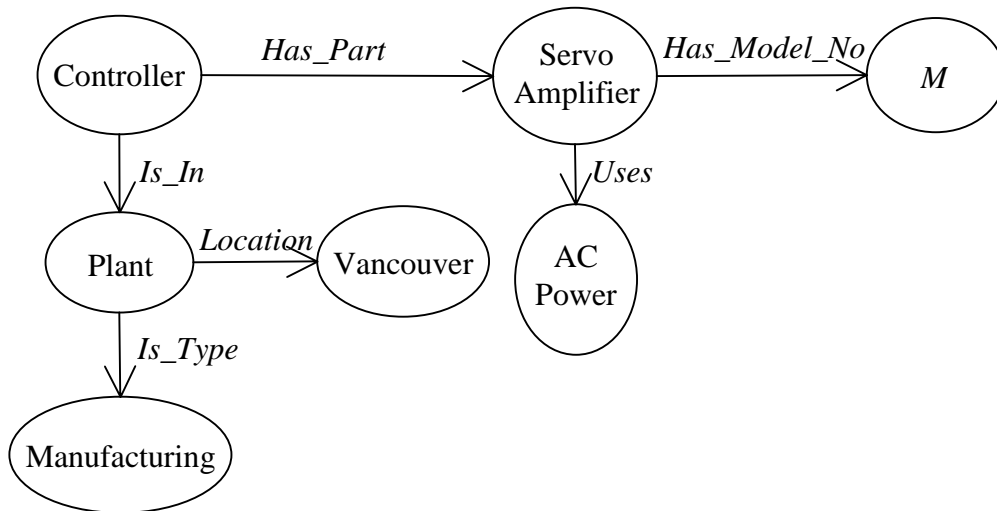 Controller
Has_Part
Servo
Amplifier
Has_Model_No
M
Is_In
Uses
Plant
Location
Vancouver
AC
Power
Is_Type
Manufacturing